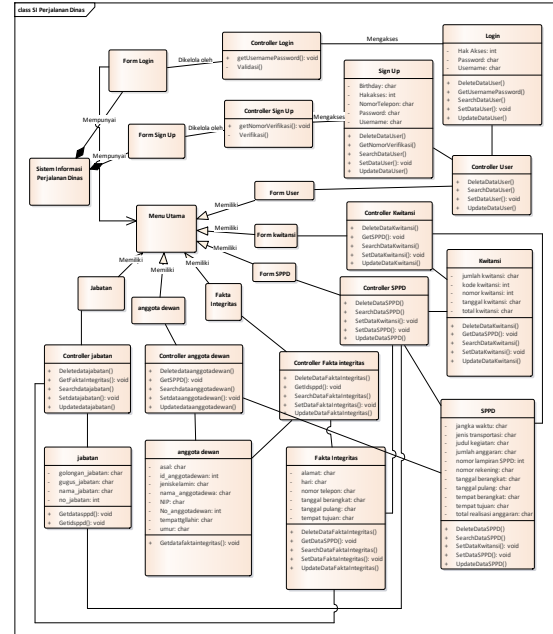 class SI Perjalanan Dinas
Form Login
Dikelola oleh
Controller Login
+ getUsernamePassword(): void
- Validasi()
Mengakses
Login
- Hak Akses: int
- Password: char
- Username: char
+ DeleteDataUser()
+ GetUsernamePassword()
+ SearchDataUser()
+ SetDataUser(): void
+ UpdateDataUser()
Mempunyai
Form Sign Up
Dikelola oleh
Controller Sign Up
+ getNomorVerifikasi(): void
- Verifikasi()
Mengakses
Sign Up
- Birthday: char
- Hakakses: int
- NomorTelepon: char
- Password: char
- Username: char
+ DeleteDataUser()
+ GetNomorVerifikasi()
+ SearchDataUser()
+ SetDataUser(): void
+ UpdateDataUser()
Mempunyai
Sistem Informasi
Perjalanan Dinas
Controller User
+ DeleteDataUser()
+ SearchDataUser()
+ SetDataUser(): void
+ UpdateDataUser()
Form User
Memiliki
Menu Utama
Memiliki
Form kwitansi
Memiliki
Form SPPD
Controller Kwitansi
+ DeleteDataKwitansi()
+ GetSPPD(): void
+ SearchDataKwitansi()
+ SetDataKwitansi(): void
+ UpdateDataKwitansi()
Kwitansi
- jumlah kwitansi: char
- kode kwitansi: int
- nomor kwitansi: int
- tanggal kwitansi: char
- total kwitansi: char
+ DeleteDataKwitansi()
+ GetDataSPPD(): void
+ SearchDataKwitansi()
+ SetDataKwitansi(): void
+ UpdateDataKwitansi()
Memiliki
Memiliki
Memiliki
Jabatan
anggota dewan
Fakta
Integritas
Controller SPPD
+ DeleteDataSPPD()
+ SearchDataSPPD()
+ SetDataKwitansi(): void
+ SetDataSPPD(): void
+ UpdateDataSPPD()
Controller jabatan
+ Deletedatajabatan()
+ GetFaktaIntegritas(): void
+ Searchdatajabatan()
+ Setdatajabatan(): void
+ Updatedatajabatan()
Controller anggota dewan
+ Deletedataanggotadewan()
+ GetSPPD(): void
+ Searchdataanggotadewan()
+ Setdataanggotadewan(): void
+ Updatedataanggotadewan()
Controller Fakta integritas
+ DeleteDataFaktaIntegritas()
+ GetIdsppd(): void
+ SearchDataFaktaIntegritas()
+ SetDataFaktaIntegritas(): void
+ UpdateDataFaktaIntegritas()
jabatan
- golongan_jabatan: char
- gugus_jabatan: char
- nama_jabatan: char
- no_jabatan: int
+ Getdatasppd(): void
+ Getidsppd(): void
anggota dewan
- asal: char
- id_anggotadewan: int
- jeniskelamin: char
- nama_anggotadewa: char
- NIP: char
- No_anggotadewan: int
- tempattgllahir: char
- umur: char
+ Getdatafaktaintegritas(): void
Fakta Integritas
- alamat: char
- hari: char
- nomor telepon: char
- tanggal berangkat: char
- tanggal pulang: char
- tempat tujuan: char
+ DeleteDataFaktaIntegritas()
+ GetDataSPPD(): void
+ SearchDataFaktaIntegritas()
+ SetDataFaktaIntegritas(): void
+ UpdateDataFaktaIntegritas()
SPPD
- jangka waktu: char
- jenis transportasi: char
- judul kegiatan: char
- jumlah anggaran: char
- nomor lampiran SPPD: int
- nomor rekening: char
- tanggal berangkat: char
- tanggal pulang: char
- tempat berangkat: char
- tempat tujuan: char
- total realisasi anggaran: char
+ DeleteDataSPPD()
+ SearchDataSPPD()
+ SetDataKwitansi(): void
+ SetDataSPPD(): void
+ UpdateDataSPPD()